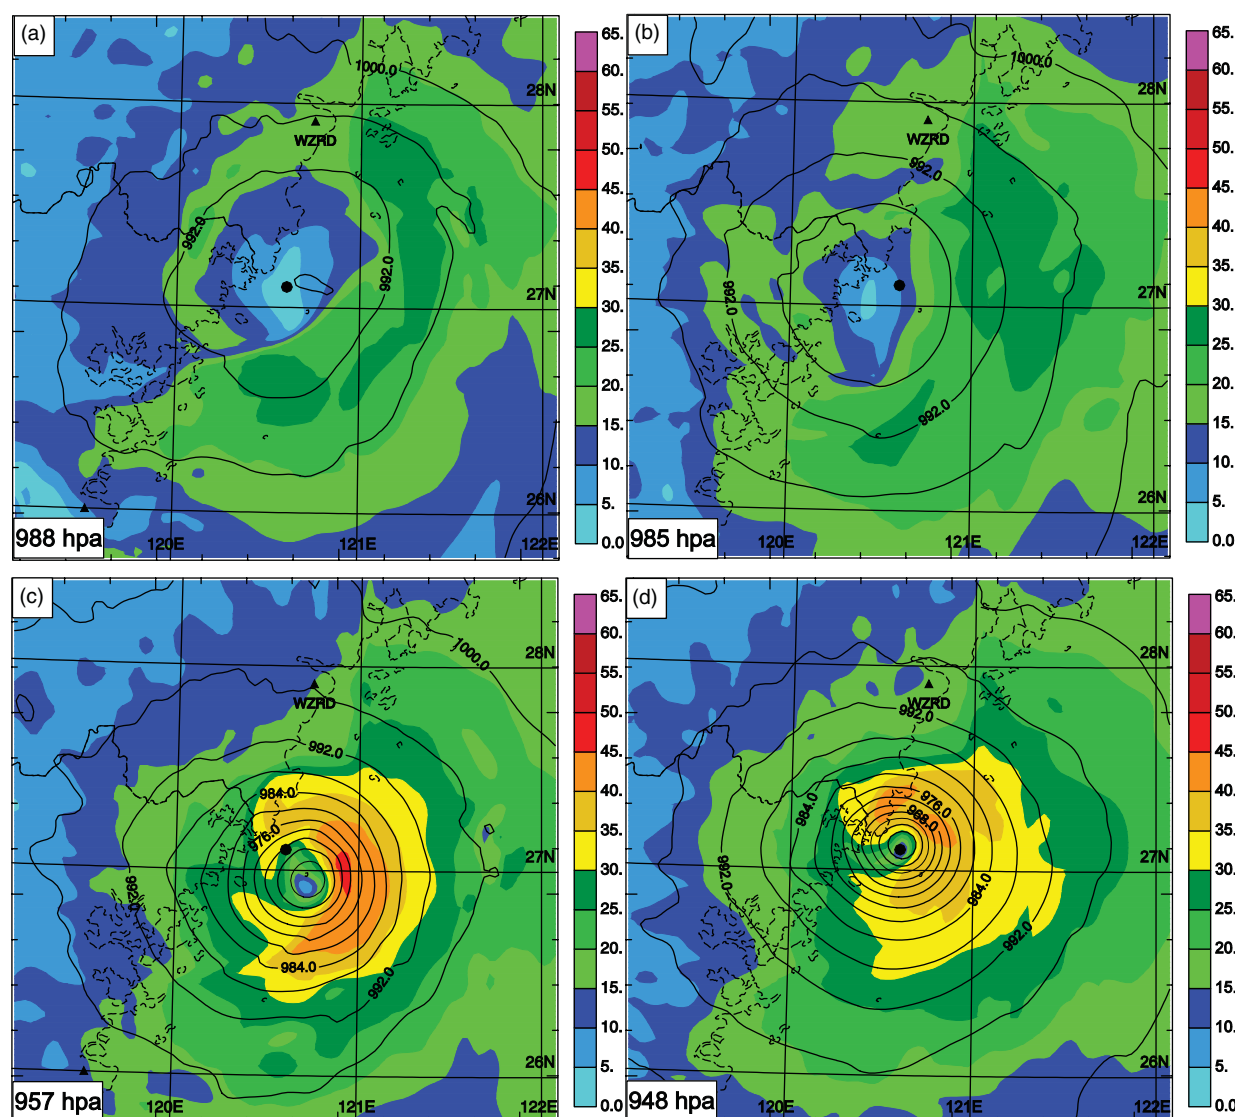 (a)
1000.0
28N
WZRD
992.0
992.0
27N
26N
988 hpa
120E
121E
122E
65.
60.
55.
50.
45.
40.
35.
30.
25.
20.
15.
10.
5.
0.0
(b)
1000.0
28N
WZRD
992.0
992.0
27N
992.0
26N
985 hpa
120E
121E
122E
65.
60.
55.
50.
45.
40.
35.
30.
25.
20.
15.
10.
5.
0.0
(c)
1000.0
28N
WZRD
992.0
984.0
976.0
27N
992.0
984.0
992.0
26N
957 hpa
120E
121E
122E
65.
60.
55.
50.
45.
40.
35.
30.
25.
20.
15.
10.
5.
0.0
(d)
28N
WZRD
992.0
984.0
976.0
968.0
27N
992.0
984.0
992.0
26N
948 hpa
120E
121E
122E
65.
60.
55.
50.
45.
40.
35.
30.
25.
20.
15.
10.
5.
0.0